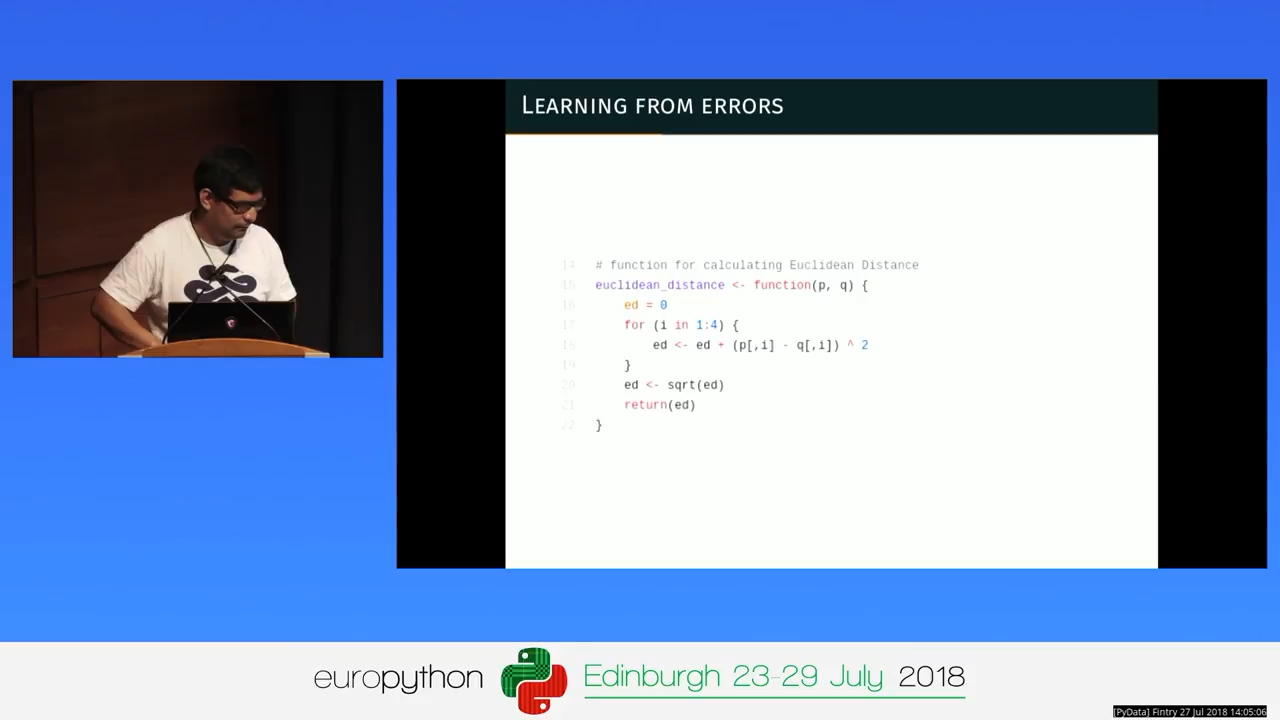 LEARNING FROM ERRORS
14 # function for calculating Euclidean Distance
15 euclidean_distance <- function(p, q) {
16 ed = 0
17 for (i in 1:4) {
18 ed <- ed + (p[,i] - q[,i]) ^ 2
19 }
20 ed <- sqrt(ed)
21 return(ed)
22 }
europython
Edinburgh 23-29 July 2018
[PyData] Fintry 27 Jul 2018 14:05:06